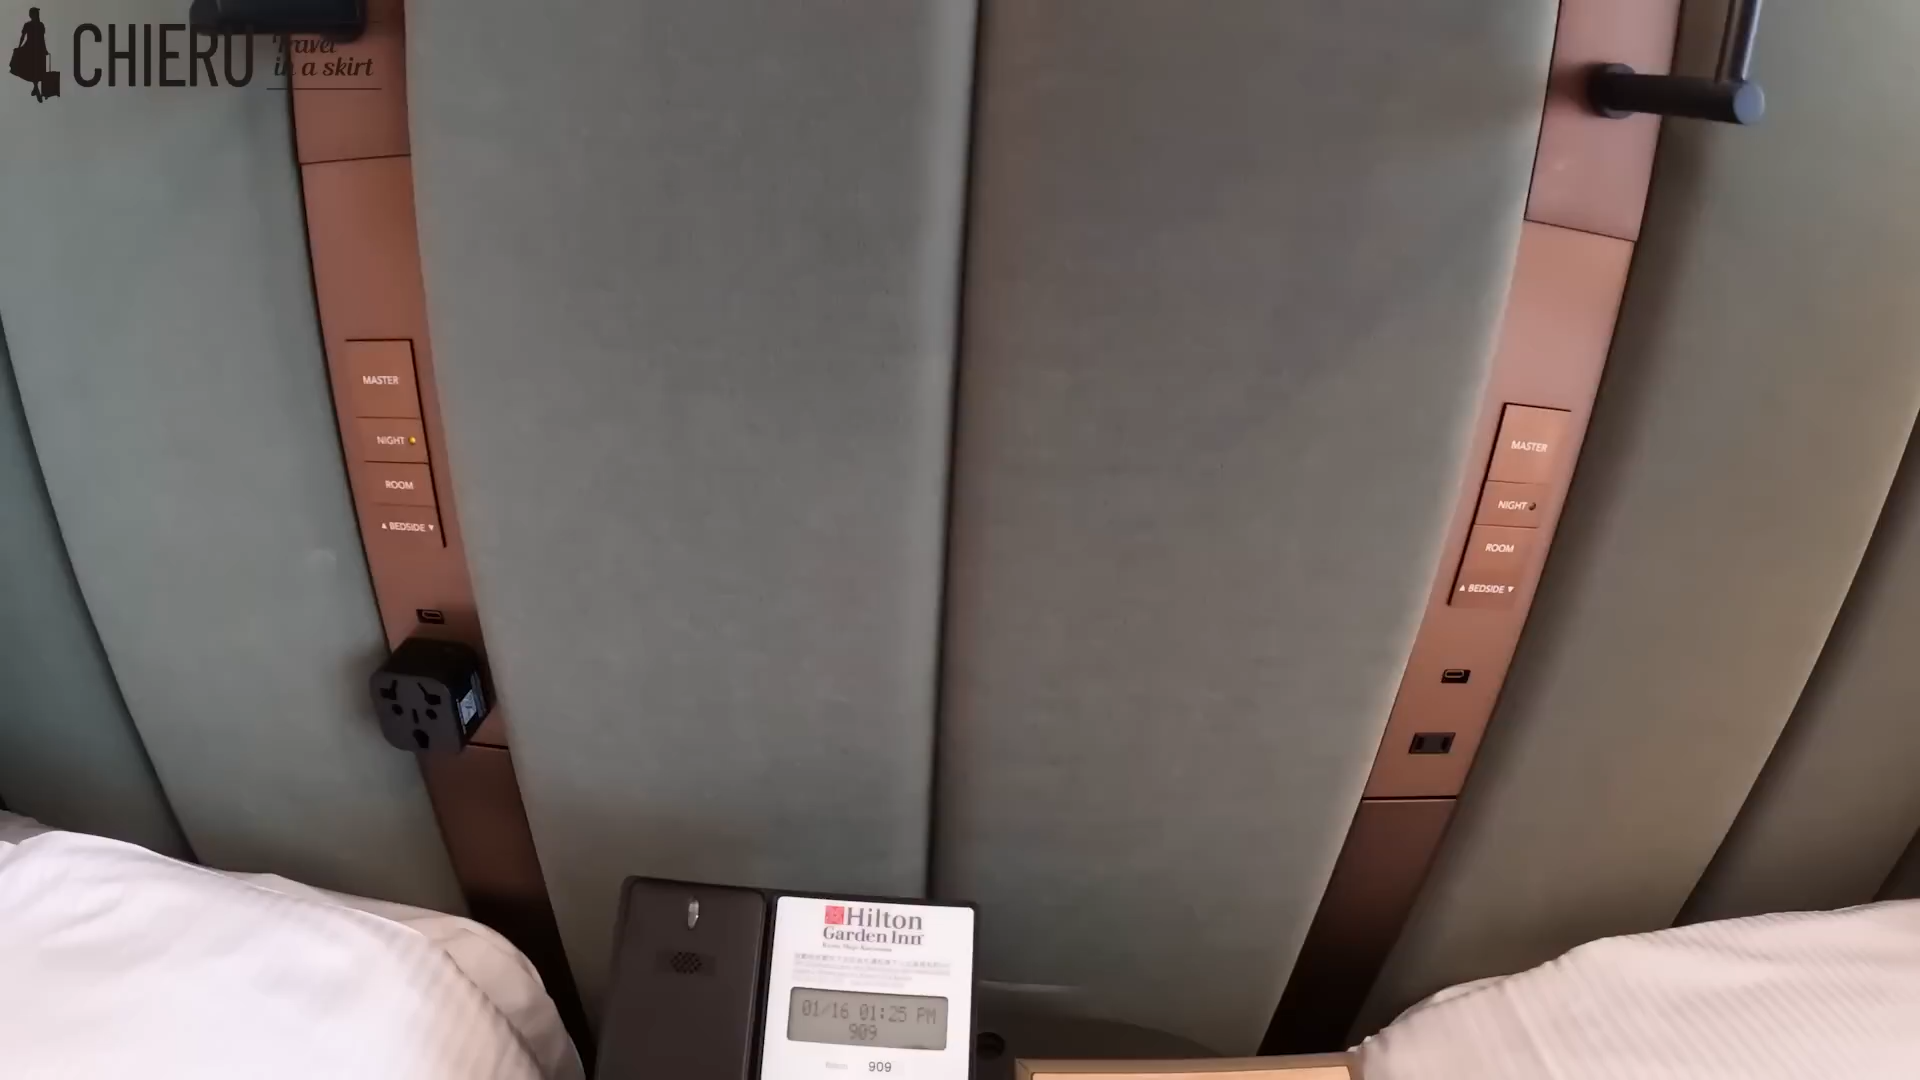 CHIERU
Travel
in a skirt
MASTER
NIGHT
ROOM
▲ BEDSIDE ▼
MASTER
NIGHT
ROOM
▲ BEDSIDE ▼
Hilton
Garden Inn
01/16 01:25 PM
909
Room 909